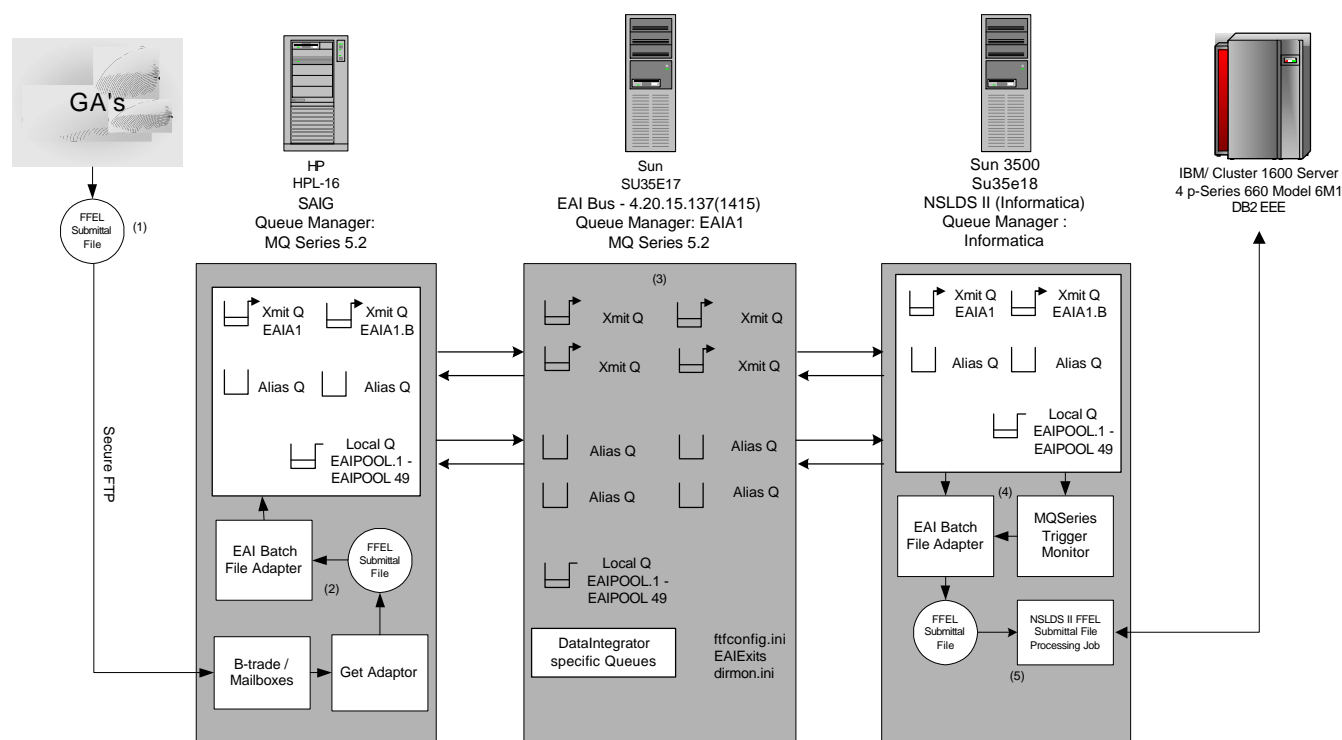 GA's
FFEL
Submittal
File
(1)
Secure FTP
HP
HPL-16
SAIG
Queue Manager:
MQ Series 5.2
Xmit Q
EAIA1
Xmit Q
EAIA1.B
Alias Q
Alias Q
Local Q
EAIPOOL.1 -
EAIPOOL 49
EAI Batch
File Adapter
(2)
FFEL
Submittal
File
B-trade /
Mailboxes
Get Adaptor
Sun
SU35E17
EAI Bus - 4.20.15.137(1415)
Queue Manager: EAIA1
MQ Series 5.2
(3)
Xmit Q
Xmit Q
Xmit Q
Xmit Q
Alias Q
Alias Q
Alias Q
Alias Q
Local Q
EAIPOOL.1 -
EAIPOOL 49
DataIntegrator
specific Queues
ftfconfig.ini
EAIExits
dirmon.ini
Sun 3500
Su35e18
NSLDS II (Informatica)
Queue Manager :
Informatica
Xmit Q
EAIA1
Xmit Q
EAIA1.B
Alias Q
Alias Q
Local Q
EAIPOOL.1 -
EAIPOOL 49
(4)
EAI Batch
File Adapter
MQSeries
Trigger
Monitor
FFEL
Submittal
File
NSLDS II FFEL
Submittal File
Processing Job
(5)
IBM/ Cluster 1600 Server
4 p-Series 660 Model 6M1
DB2 EEE